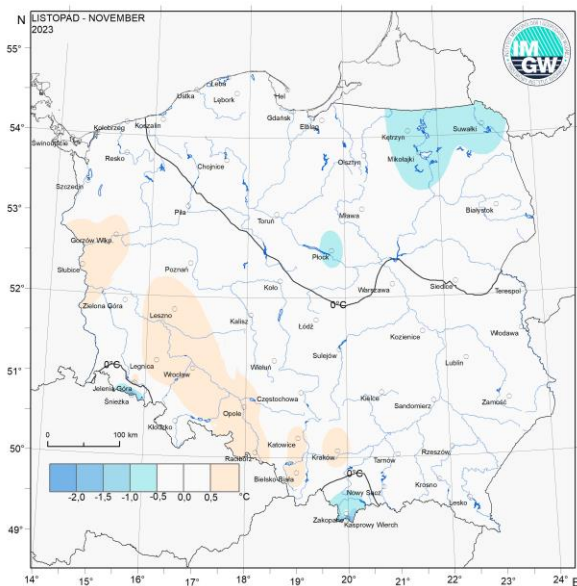 LISTOPAD - NOVEMBER
2023
N
IMGW
55°
54°
53°
52°
51°
50°
49°
Łeba
Ustka
Lębork
Hel
Gdańsk
Elbląg
Koszalin
Kołobrzeg
Świnoujście
Resko
Chojnice
Olsztyn
Kętrzyn
Suwałki
Mikołajki
Szczecin
Piła
Toruń
Mława
Białystok
Gorzów Wlkp.
Płock
Słubice
Poznań
Koło
Warszawa
Siedlce
Terespol
0°C
Zielona Góra
Leszno
Kalisz
Łódź
Kozienice
Włodawa
Sulejów
0°C
Legnica
Wrocław
Wieluń
Lublin
Jelenia Góra
Śnieżka
Częstochowa
Kielce
Sandomierz
Zamość
Opole
Kłodzko
0 100 km
Katowice
Racibórz
Kraków
Tarnów
Rzeszów
Bielsko-Biała
0°C
Nowy Sącz
Krosno
Lesko
Zakopane
Kasprowy Wierch
-2,0 -1,5 -1,0 -0,5 0,0 0,5 °C
14° 15° 16° 17° 18° 19° 20° 21° 22° 23° 24° E